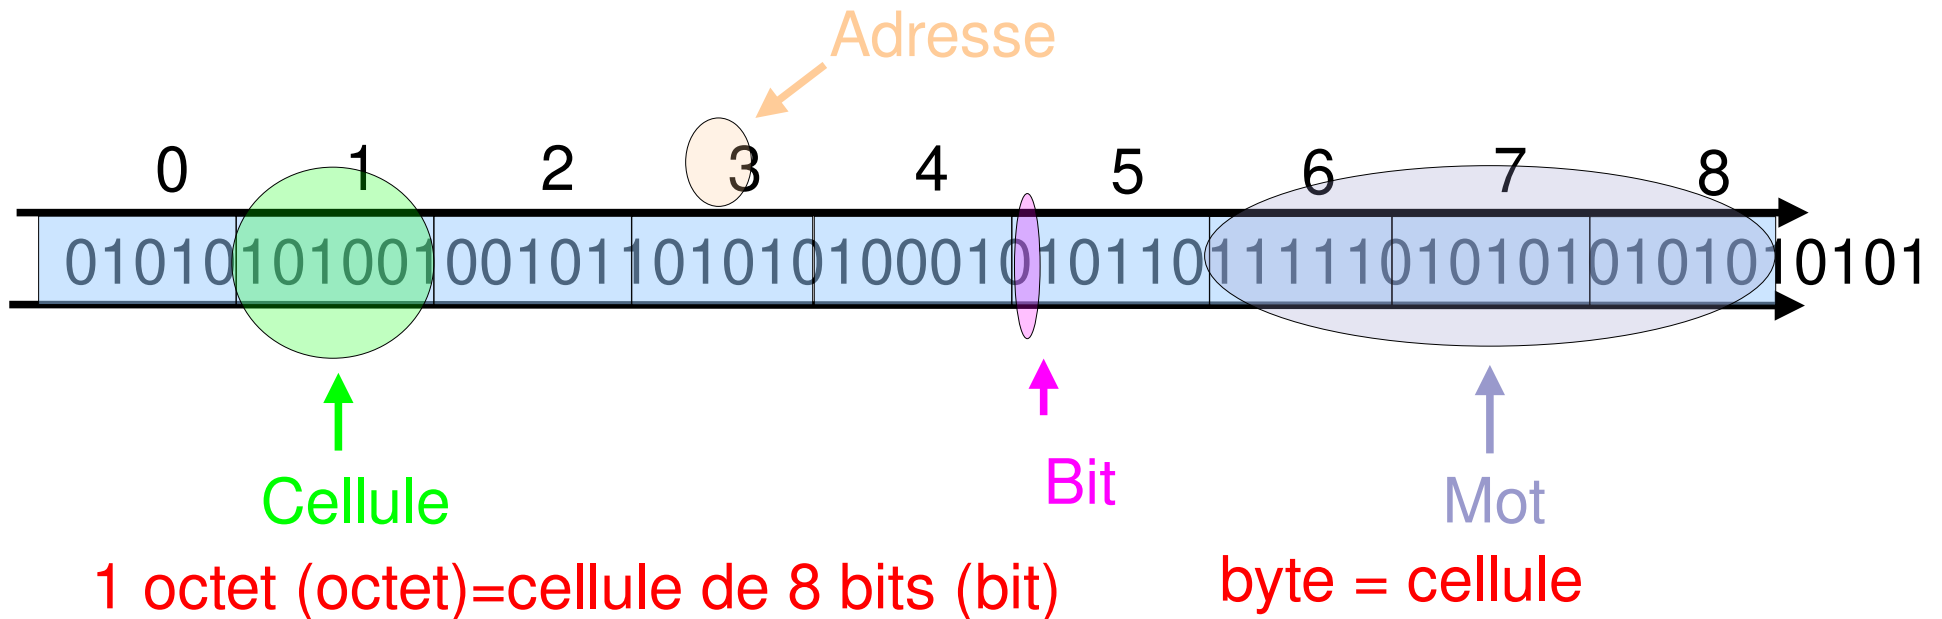 Adresse
0 1 2 3 4 5 6 7 8
010101010010010110101010001010110111110101010101010101
Cellule Bit Mot
1 octet (octet)=cellule de 8 bits (bit) byte = cellule